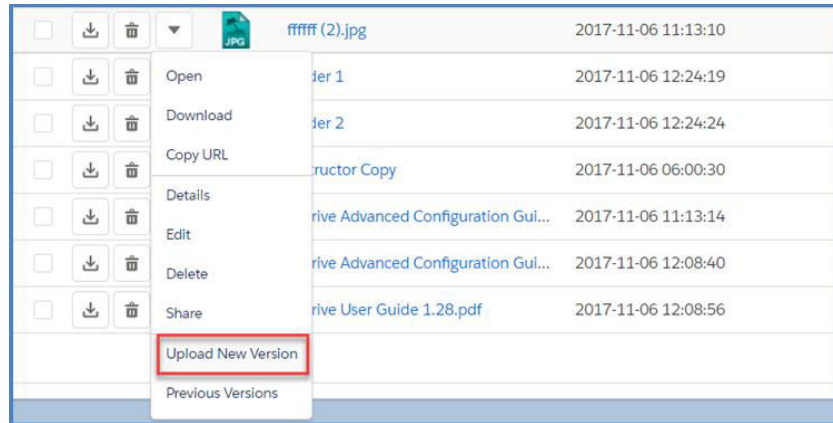 JPG ffffff (2).jpg 2017-11-06 11:13:10
Open der 1 2017-11-06 12:24:19
Download der 2 2017-11-06 12:24:24
Copy URL ructor Copy 2017-11-06 06:00:30
Details
rive Advanced Configuration Gui... 2017-11-06 11:13:14
Edit
Delete rive Advanced Configuration Gui... 2017-11-06 12:08:40
Share rive User Guide 1.28.pdf 2017-11-06 12:08:56
Upload New Version
Previous Versions